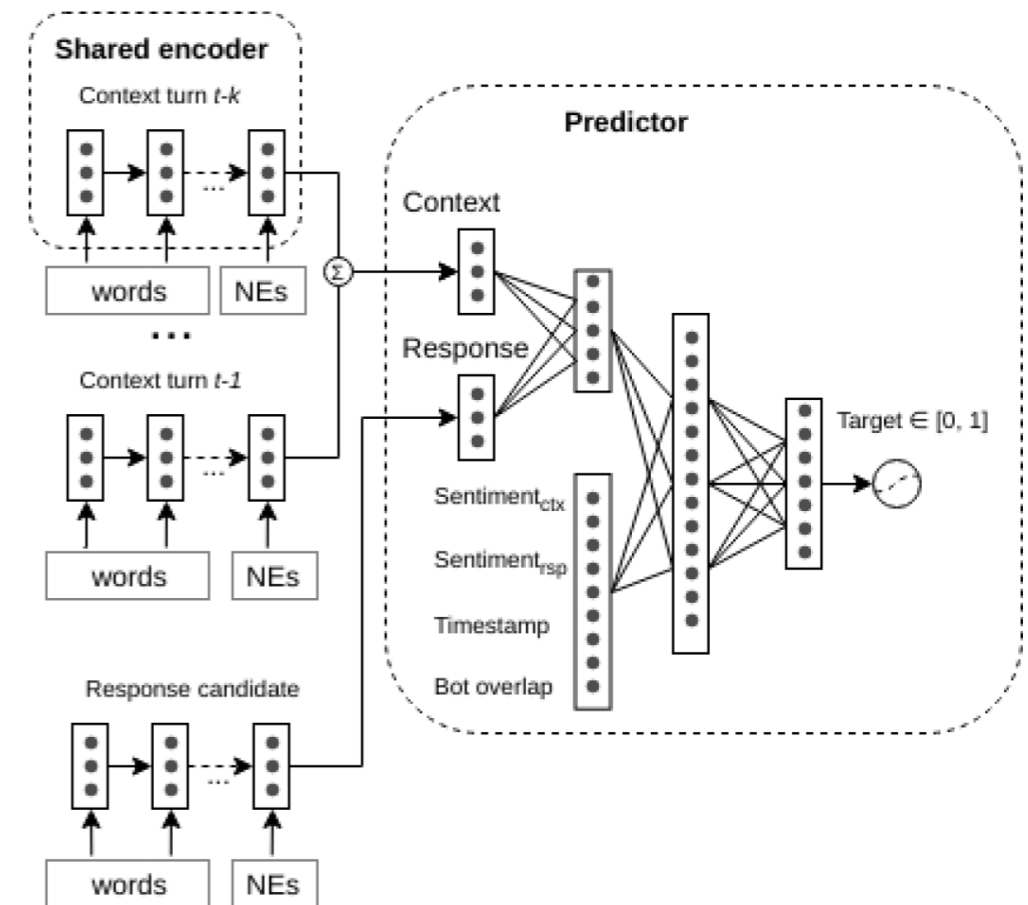 Shared encoder
Context turn t-k
...
words
NEs
...
Context turn t-1
...
words
NEs
Response candidate
...
words
NEs
Σ
Predictor
Context
Response
Sentimentctx
Sentimentrsp
Timestamp
Bot overlap
Target ∈ [0, 1]